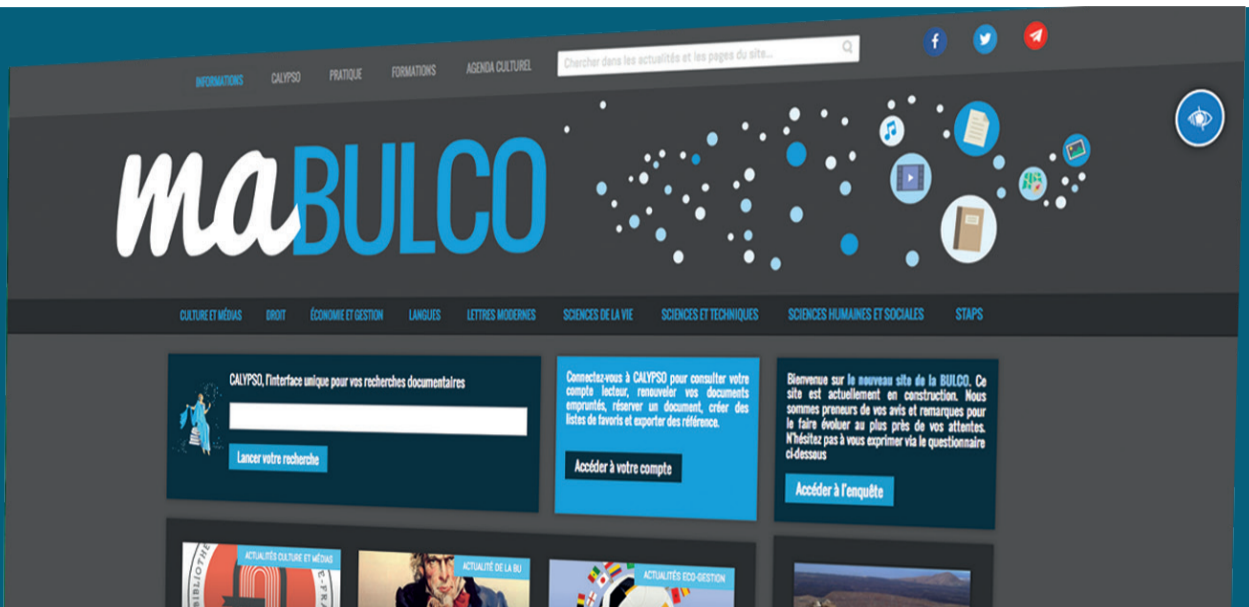 INFORMATIONS CALYPSO PRATIQUE FORMATIONS AGENDA CULTUREL Chercher dans les actualités et les pages du site...
maBULCO
CULTURE ET MÉDIAS DROIT ÉCONOMIE ET GESTION LANGUES LETTRES MODERNES SCIENCES DE LA VIE SCIENCES ET TECHNIQUES SCIENCES HUMAINES ET SOCIALES STAPS
CALYPSO, l'interface unique pour vos recherches documentaires
Lancer votre recherche
Connectez-vous à CALYPSO pour consulter votre
compte lecteur, renouveler vos documents
empruntés, réserver un document, créer des
listes de favoris et exporter des référence.
Accéder à votre compte
Bienvenue sur le nouveau site de la BULCO. Ce
site est actuellement en construction. Nous
sommes preneurs de vos avis et remarques pour
le faire évoluer au plus près de vos attentes.
N'hésitez pas à vous exprimer via le questionnaire
ci-dessous
Accéder à l'enquête
ACTUALITÉS CULTURE ET MÉDIAS
ACTUALITÉ DE LA BU
ACTUALITÉS ECO-GESTION